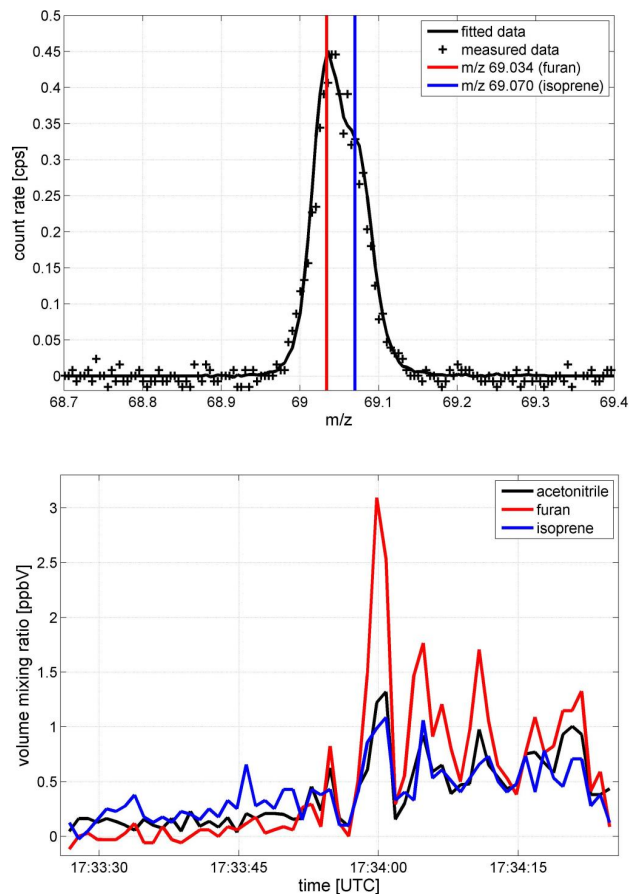 0.5
0.45
0.4
0.35
0.3
0.25
0.2
0.15
0.1
0.05
0
count rate [cps]
fitted data
measured data
m/z 69.034 (furan)
m/z 69.070 (isoprene)
68.7 68.8 68.9 69 69.1 69.2 69.3 69.4
m/z
3
2.5
2
1.5
1
0.5
0
volume mixing ratio [ppbV]
acetonitrile
furan
isoprene
17:33:30 17:33:45 17:34:00 17:34:15
time [UTC]